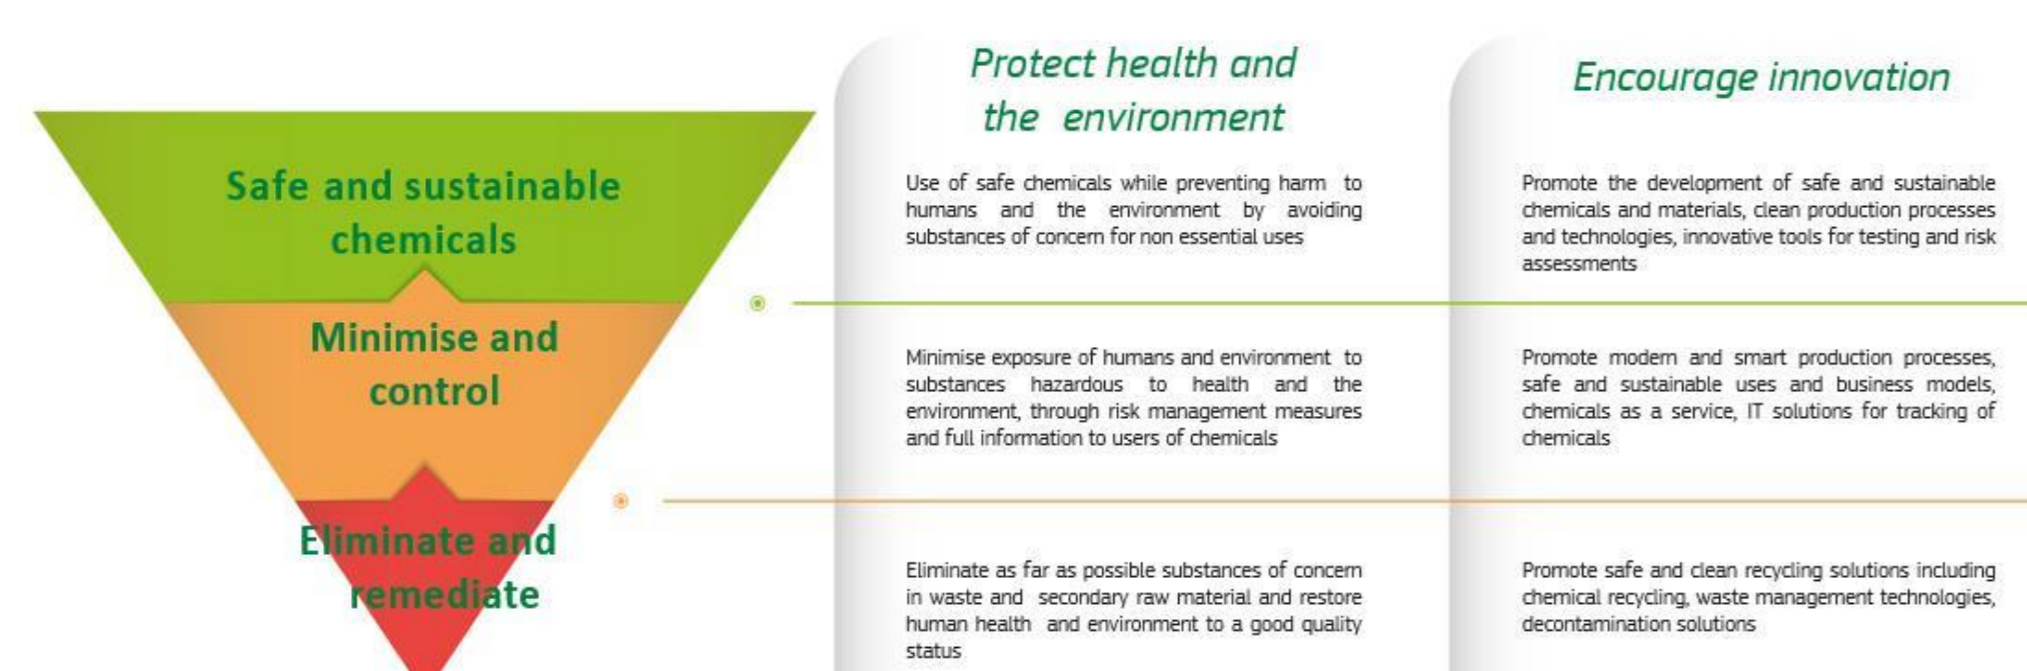 Safe and sustainable
chemicals
Minimise and
control
Eliminate and
remediate
Protect health and
the environment
Use of safe chemicals while preventing harm to
humans and the environment by avoiding
substances of concern for non essential uses
Minimise exposure of humans and environment to
substances hazardous to health and the
environment, through risk management measures
and full information to users of chemicals
Eliminate as far as possible substances of concern
in waste and secondary raw material and restore
human health and environment to a good quality
status
Encourage innovation
Promote the development of safe and sustainable
chemicals and materials, clean production processes
and technologies, innovative tools for testing and risk
assessments
Promote modern and smart production processes,
safe and sustainable uses and business models,
chemicals as a service, IT solutions for tracking of
chemicals
Promote safe and clean recycling solutions including
chemical recycling, waste management technologies,
decontamination solutions